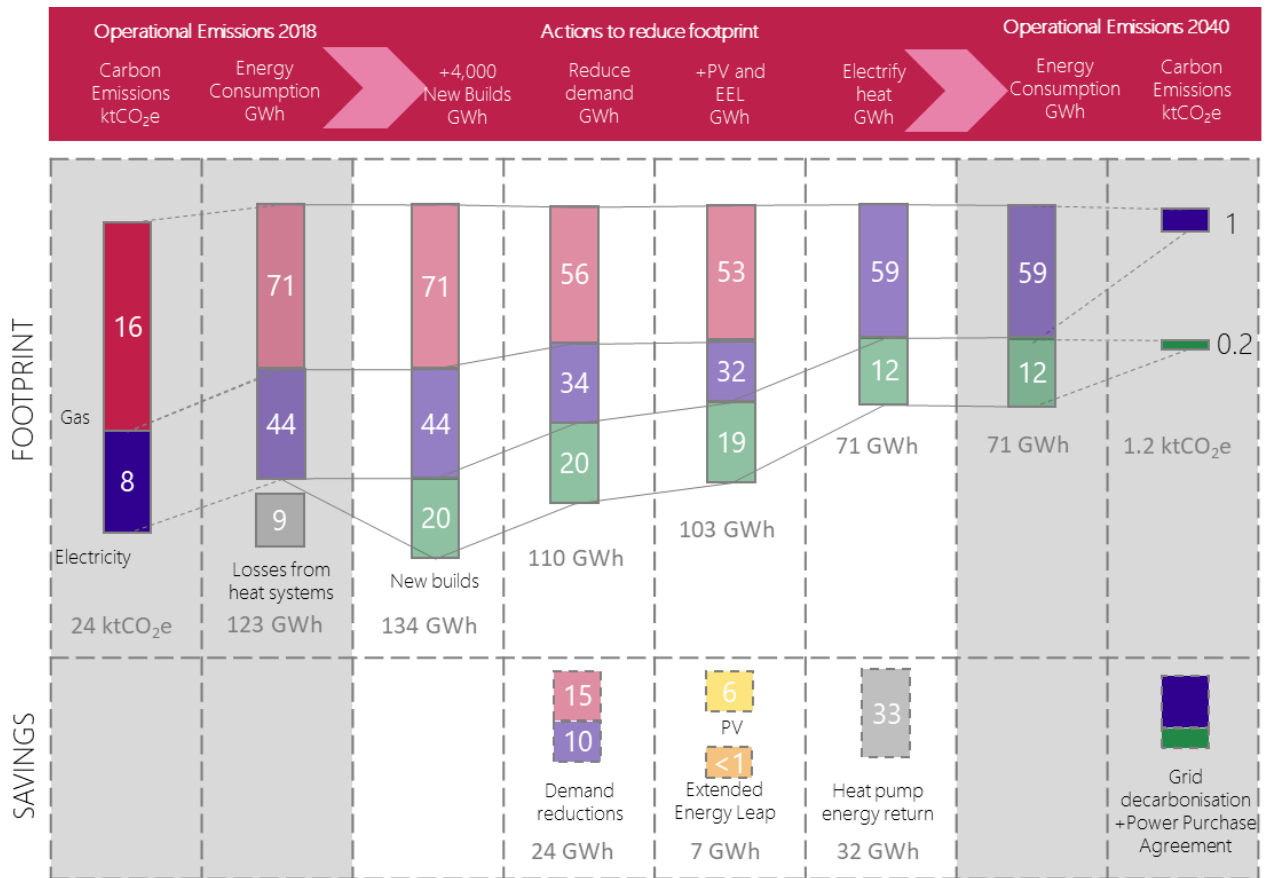 Operational Emissions 2018
Actions to reduce footprint
Operational Emissions 2040
Carbon
Emissions
ktCO₂e
Energy
Consumption
GWh
+4,000
New Builds
GWh
Reduce
demand
GWh
+PV and
EEL
GWh
Electrify
heat
GWh
Energy
Consumption
GWh
Carbon
Emissions
ktCO₂e
FOOTPRINT
16
Gas
8
Electricity
24 ktCO₂e
71
44
9
Losses from
heat systems
123 GWh
71
44
20
New builds
134 GWh
56
34
20
110 GWh
53
32
19
103 GWh
59
12
71 GWh
59
12
71 GWh
1
0.2
1.2 ktCO₂e
SAVINGS
15
10
Demand
reductions
24 GWh
6
PV
<1
Extended
Energy Leap
7 GWh
33
Heat pump
energy return
32 GWh
Grid
decarbonisation
+Power Purchase
Agreement